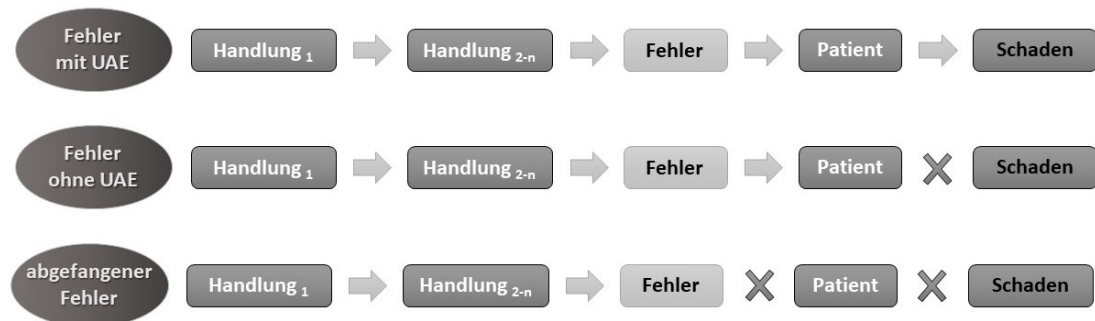 Fehler
mit UAE
Handlung 1
Handlung 2-n
Fehler
Patient
Schaden
Fehler
ohne UAE
Handlung 1
Handlung 2-n
Fehler
Patient
Schaden
abgefangener
Fehler
Handlung 1
Handlung 2-n
Fehler
Patient
Schaden